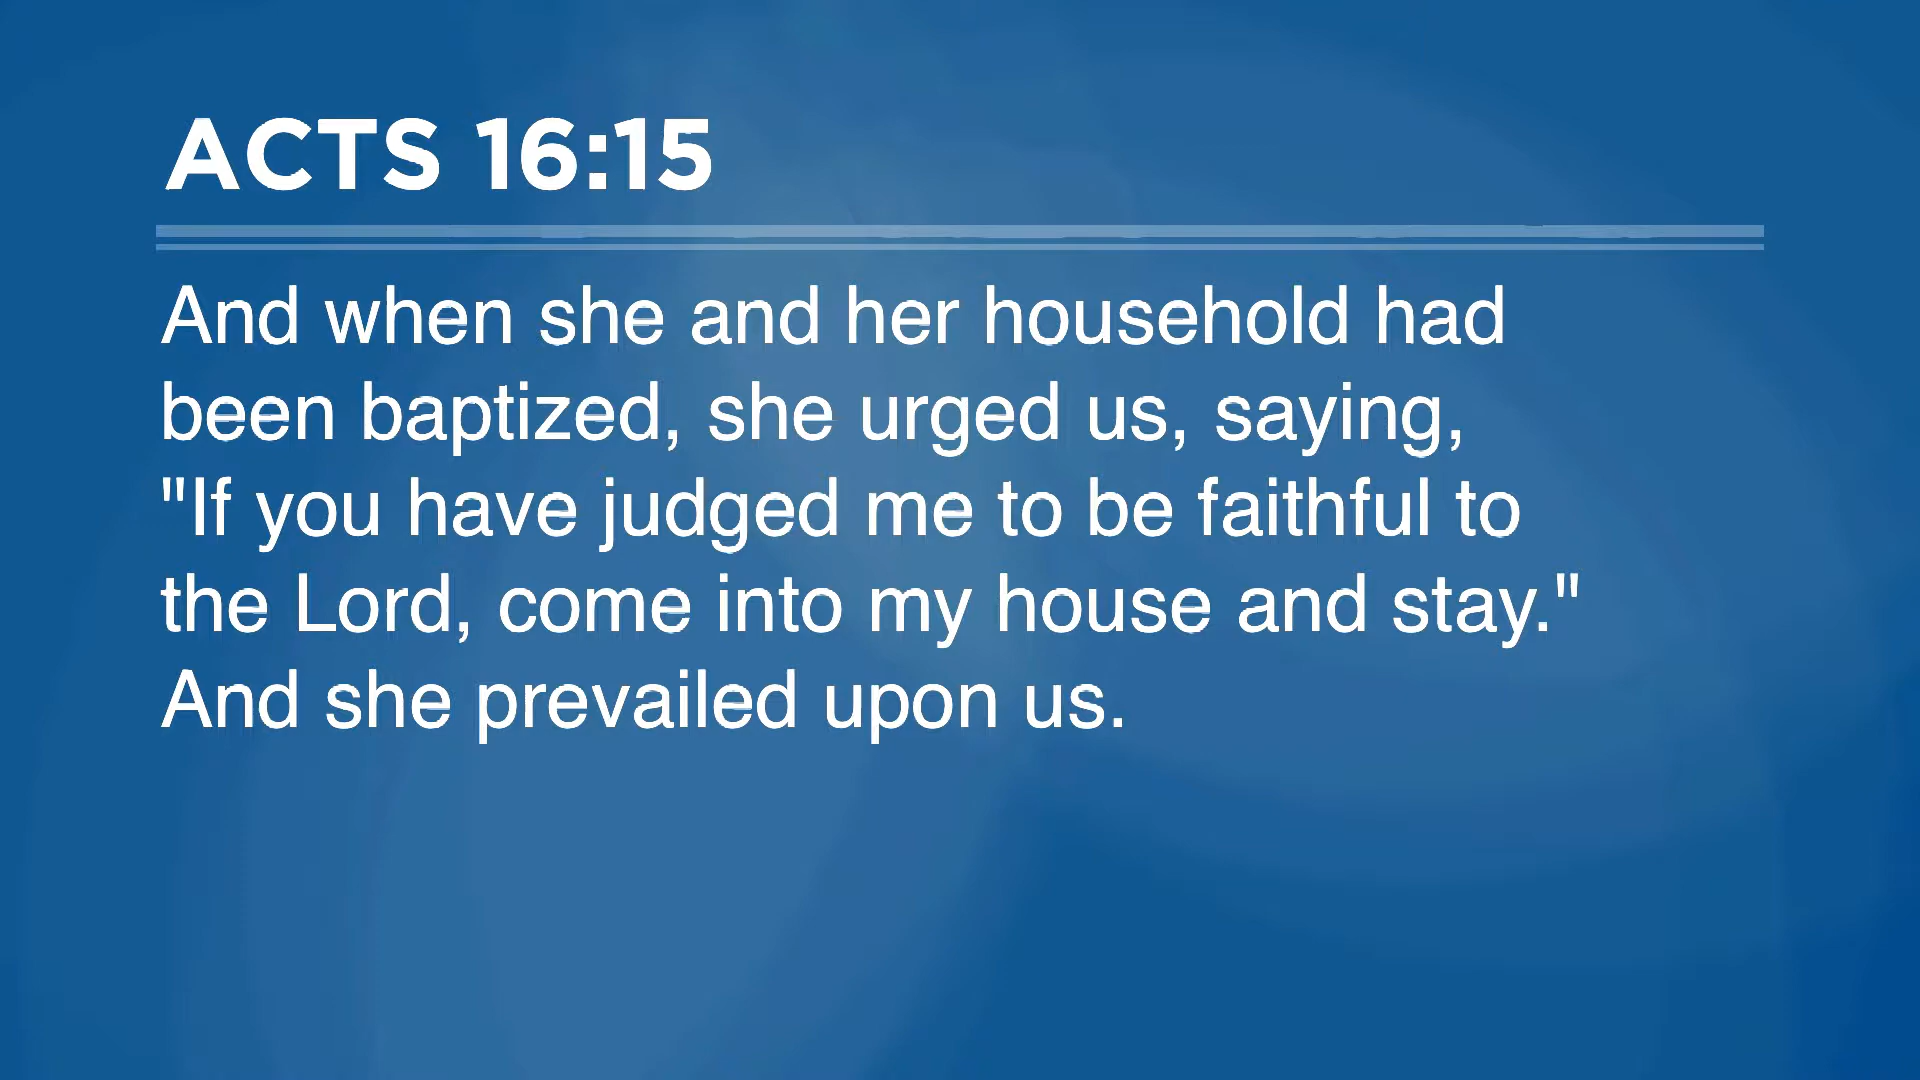 ACTS 16:15
And when she and her household had
been baptized, she urged us, saying,
"If you have judged me to be faithful to
the Lord, come into my house and stay."
And she prevailed upon us.